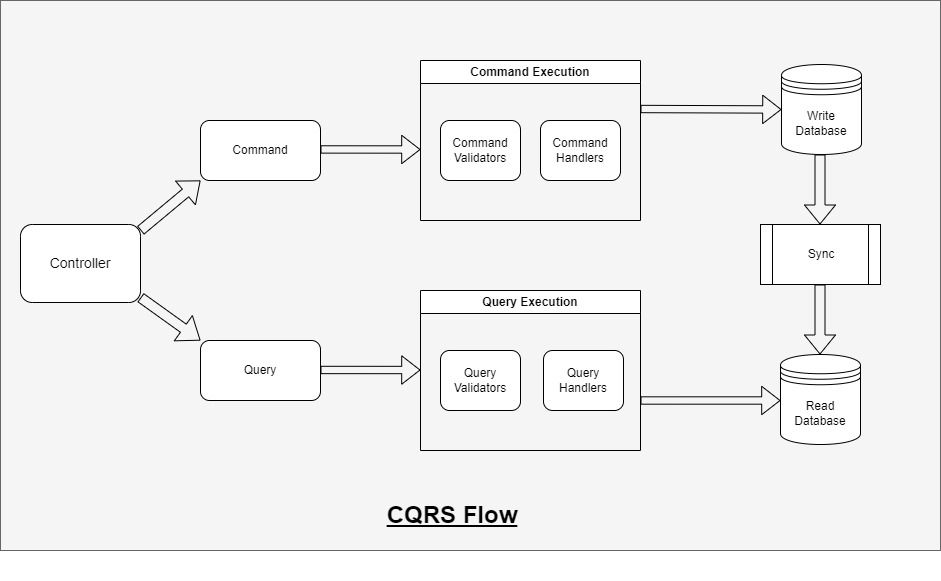 Command Execution
Write
Database
Command
Command
Validators
Command
Handlers
Controller
Sync
Query Execution
Query
Query
Validators
Query
Handlers
Read
Database
CQRS Flow